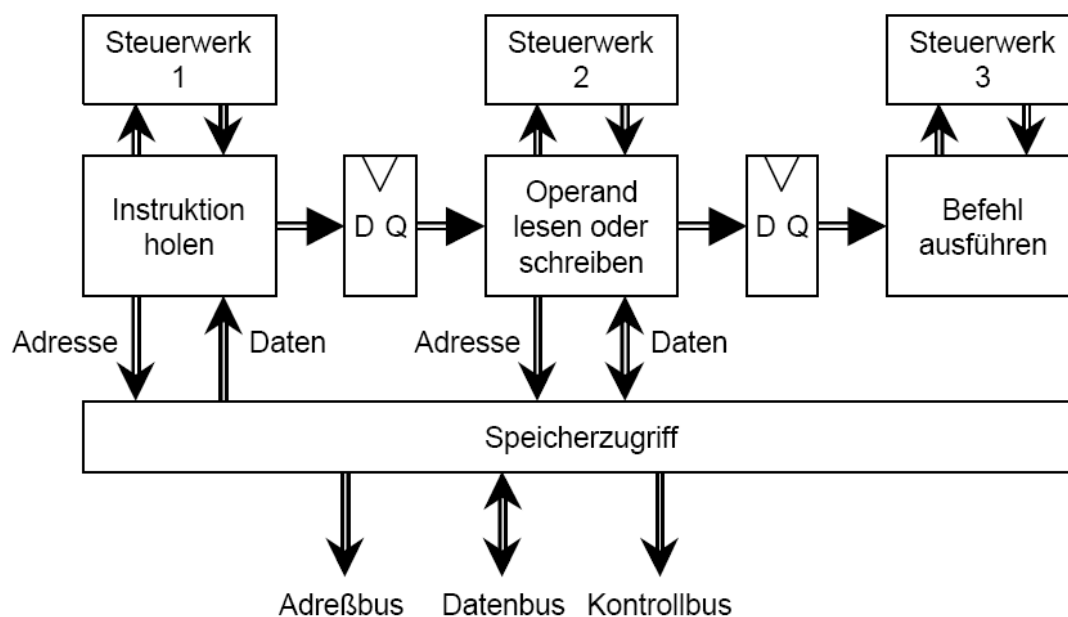 Steuerwerk
1
Steuerwerk
2
Steuerwerk
3
Instruktion
holen
D Q
Operand
lesen oder
schreiben
D Q
Befehl
ausführen
Adresse
Daten
Adresse
Daten
Speicherzugriff
Adreßbus
Datenbus
Kontrollbus